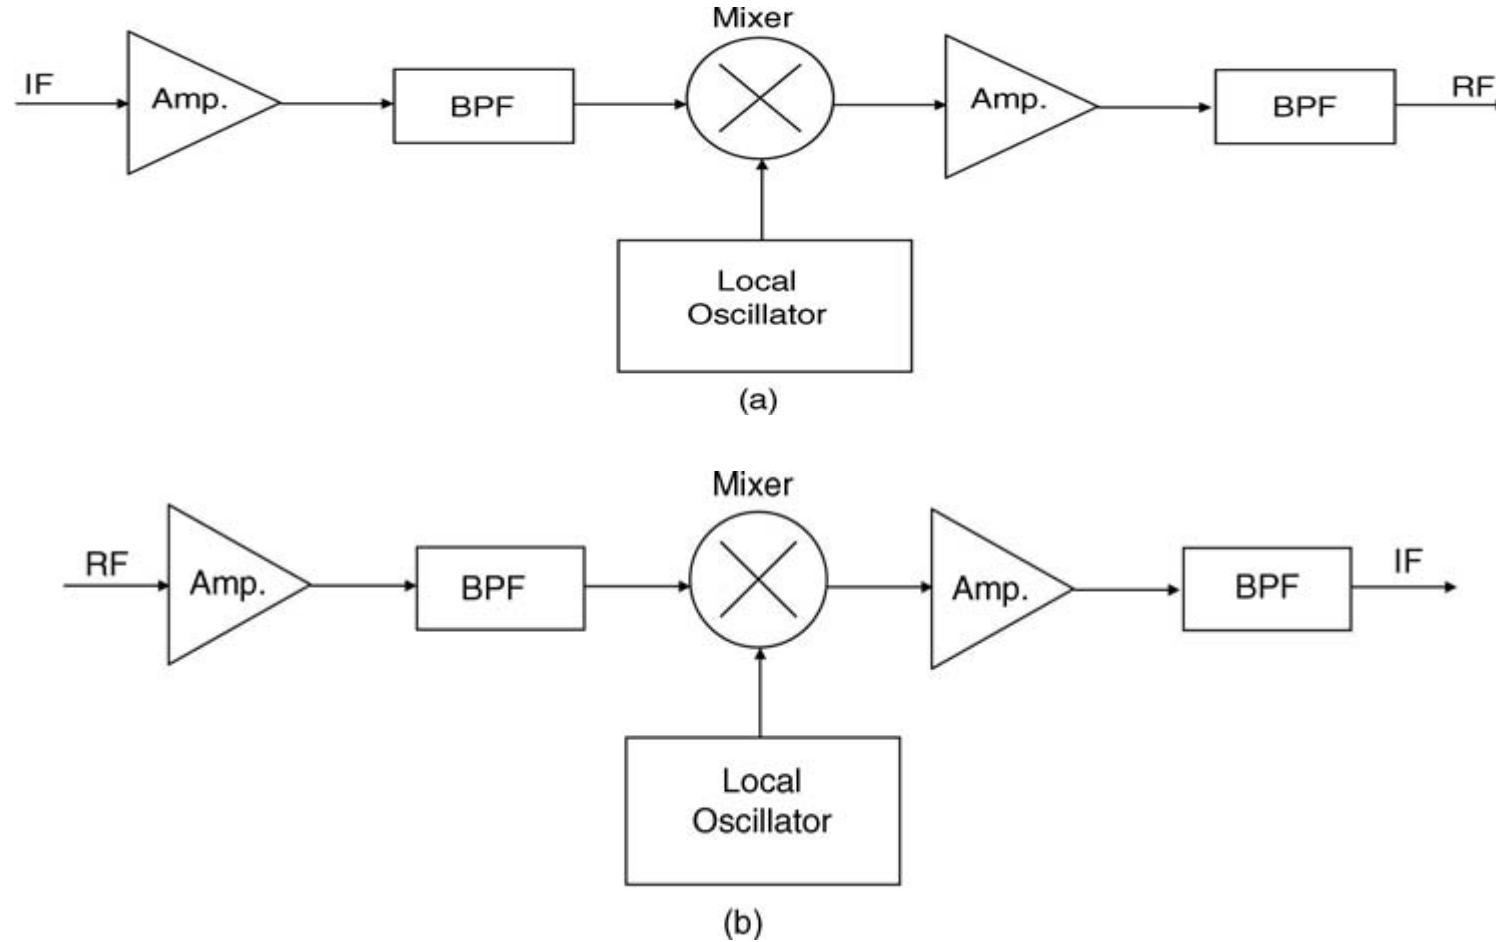 Mixer
IF
Amp.
BPF
Amp.
BPF
RF
Local
Oscillator
(a)
Mixer
RF
Amp.
BPF
Amp.
BPF
IF
Local
Oscillator
(b)